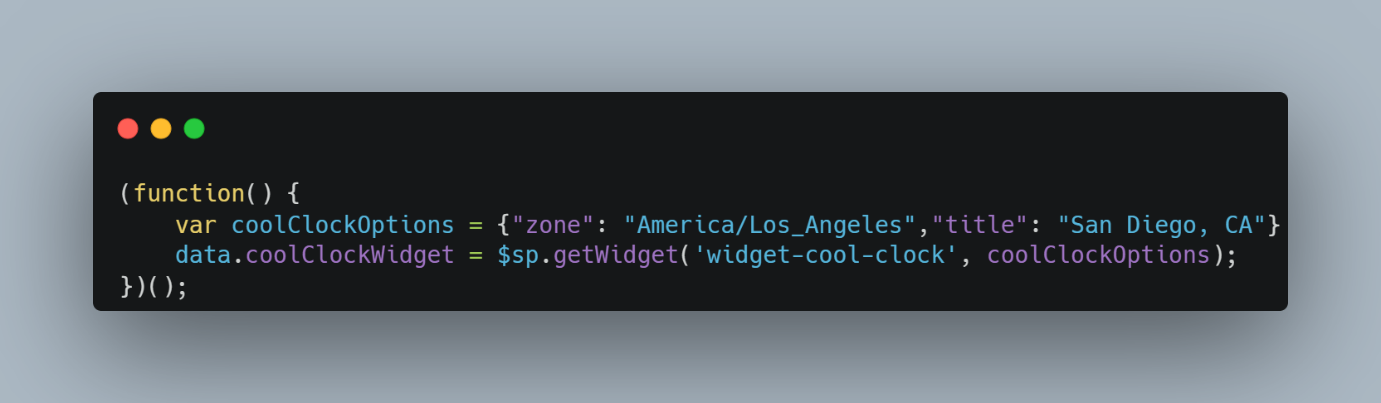 (function() {
    var coolClockOptions = {"zone": "America/Los_Angeles","title": "San Diego, CA"}
    data.coolClockWidget = $sp.getWidget('widget-cool-clock', coolClockOptions);
})();